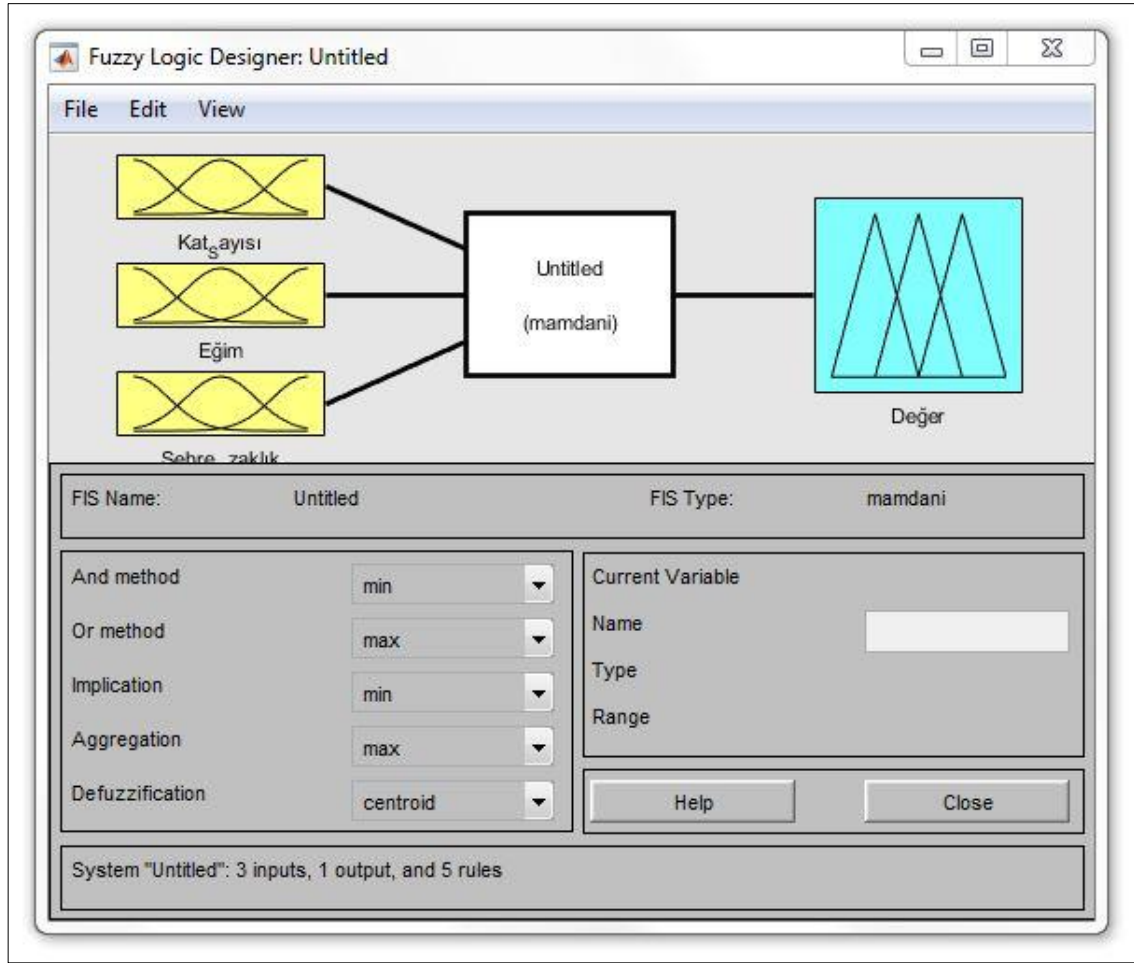 Fuzzy Logic Designer: Untitled
File Edit View
Kat_sayısı
Eğim
Şehre_zaklık
Untitled
(mamdani)
Değer
FIS Name: Untitled FIS Type: mamdani
And method min
Or method max
Implication min
Aggregation max
Defuzzification centroid
Current Variable
Name
Type
Range
Help Close
System "Untitled": 3 inputs, 1 output, and 5 rules